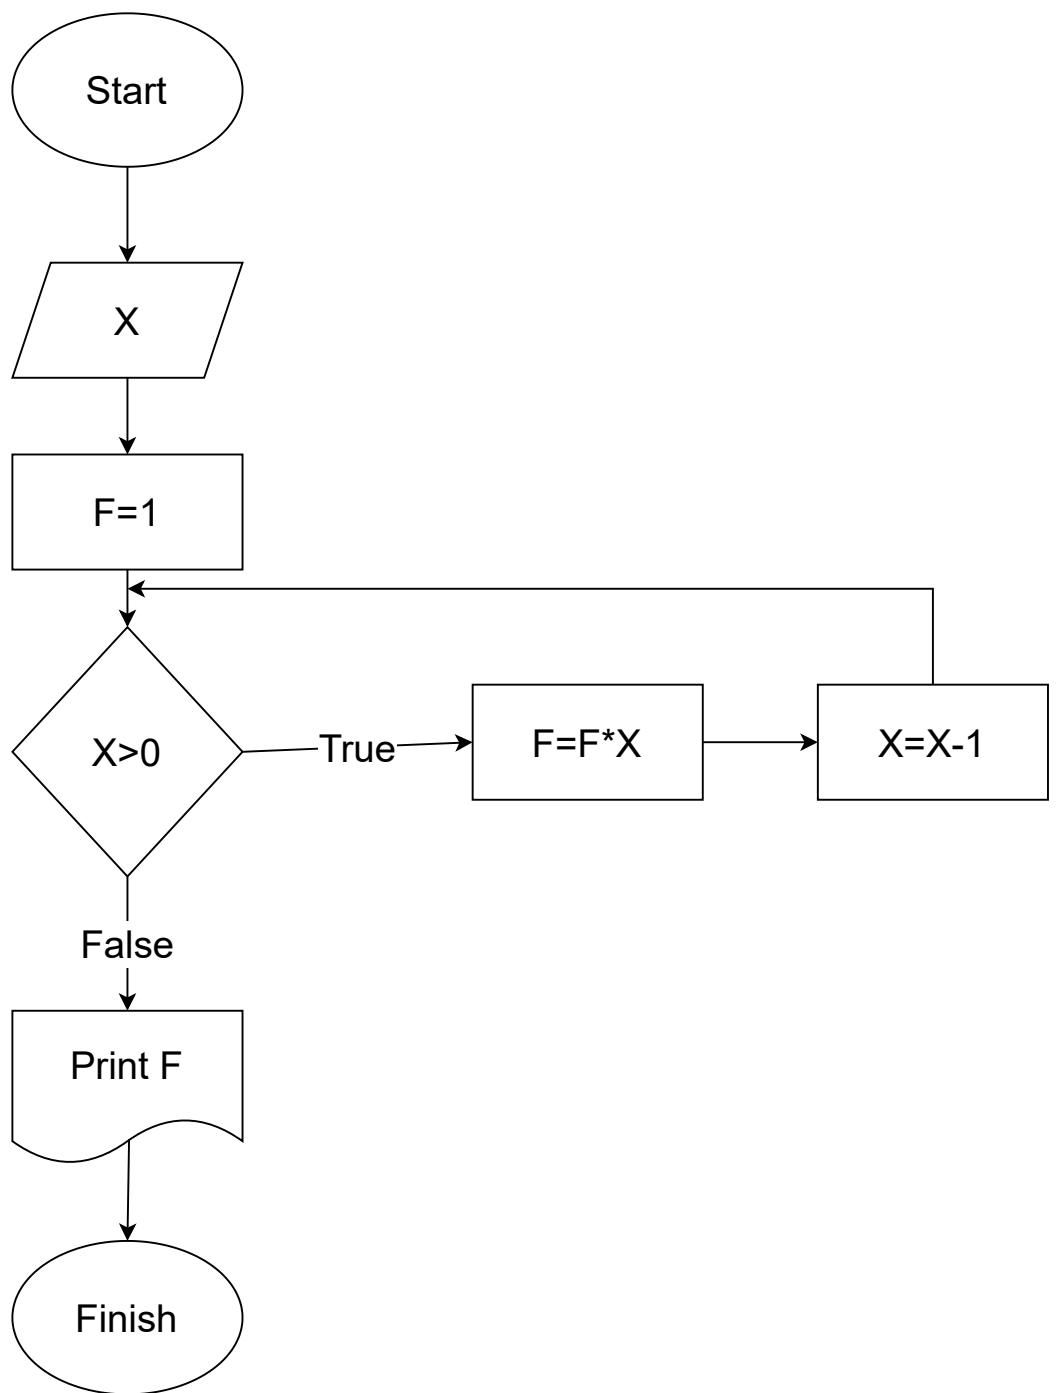 Start
X
F=1
X>0
True
F=F*X
X=X-1
False
Print F
Finish